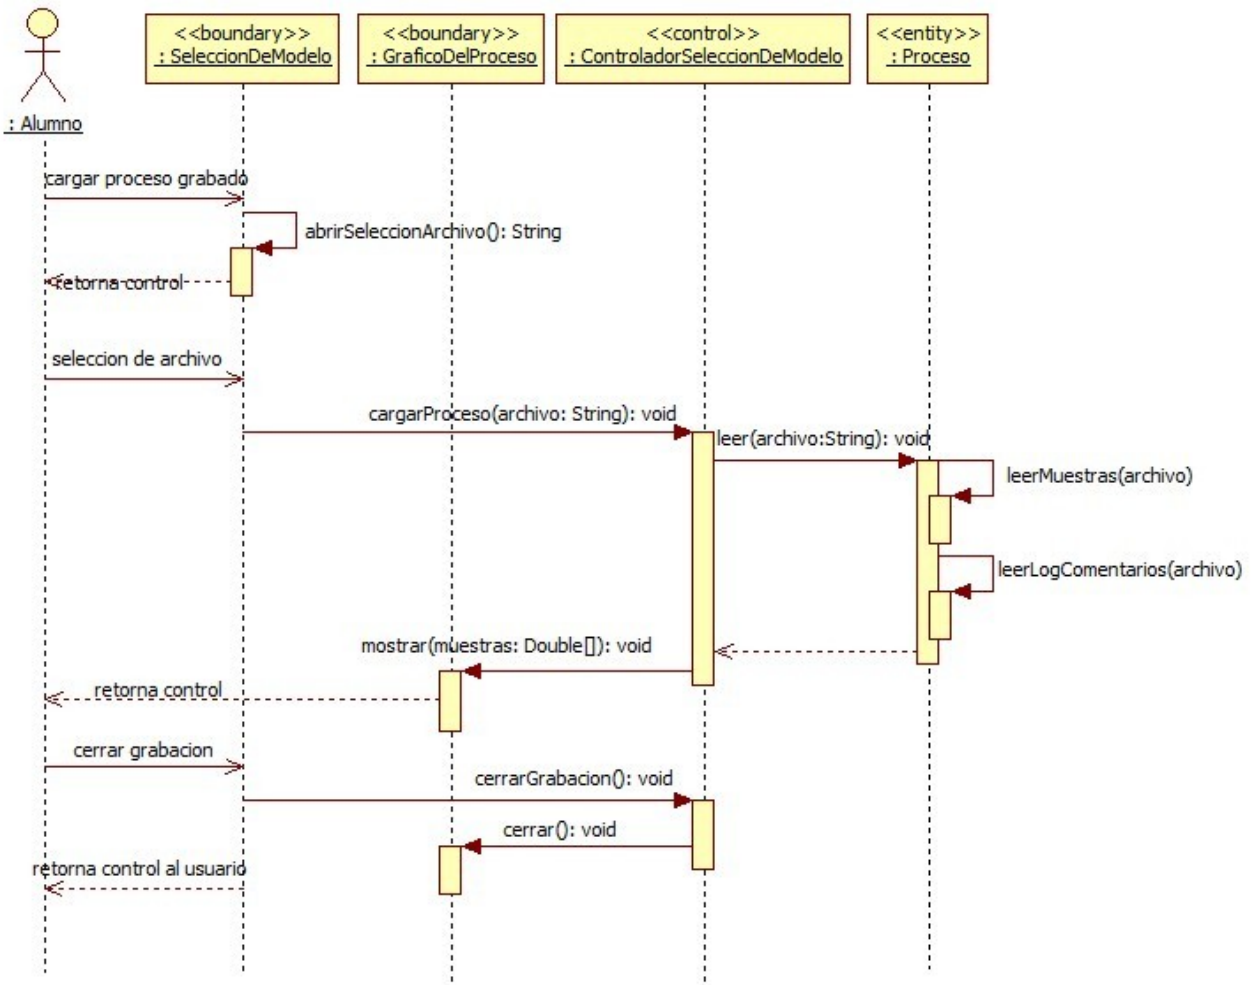 <<boundary>>
: SeleccionDeModelo
<<boundary>>
: GraficoDelProceso
<<control>>
: ControladorSeleccionDeModelo
<<entity>>
: Proceso
: Alumno
cargar proceso grabado
abrirSeleccionArchivo(): String
retorna control
seleccion de archivo
cargarProceso(archivo: String): void
leer(archivo:String): void
leerMuestras(archivo)
leerLogComentarios(archivo)
mostrar(muestras: Double[]): void
retorna control
cerrar grabacion
cerrarGrabacion(): void
cerrar(): void
retorna control al usuario